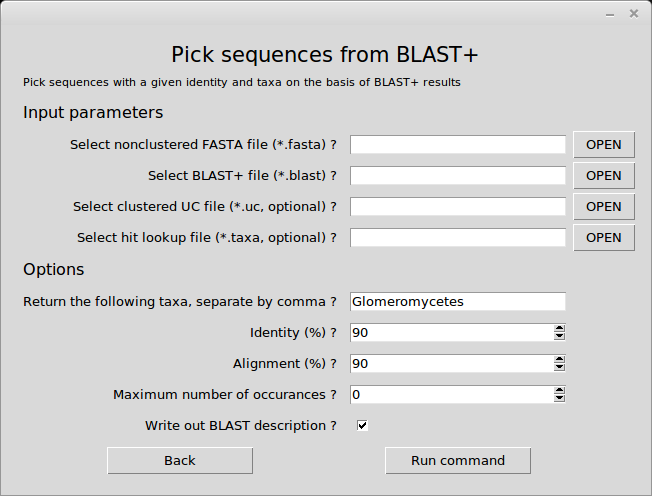 Pick sequences from BLAST+
Pick sequences with a given identity and taxa on the basis of BLAST+ results
Input parameters
Select nonclustered FASTA file (*.fasta) ? OPEN
Select BLAST+ file (*.blast) ? OPEN
Select clustered UC file (*.uc, optional) ? OPEN
Select hit lookup file (*.taxa, optional) ? OPEN
Options
Return the following taxa, separate by comma ? Glomeromycetes
Identity (%) ? 90
Alignment (%) ? 90
Maximum number of occurances ? 0
Write out BLAST description ?
Back Run command